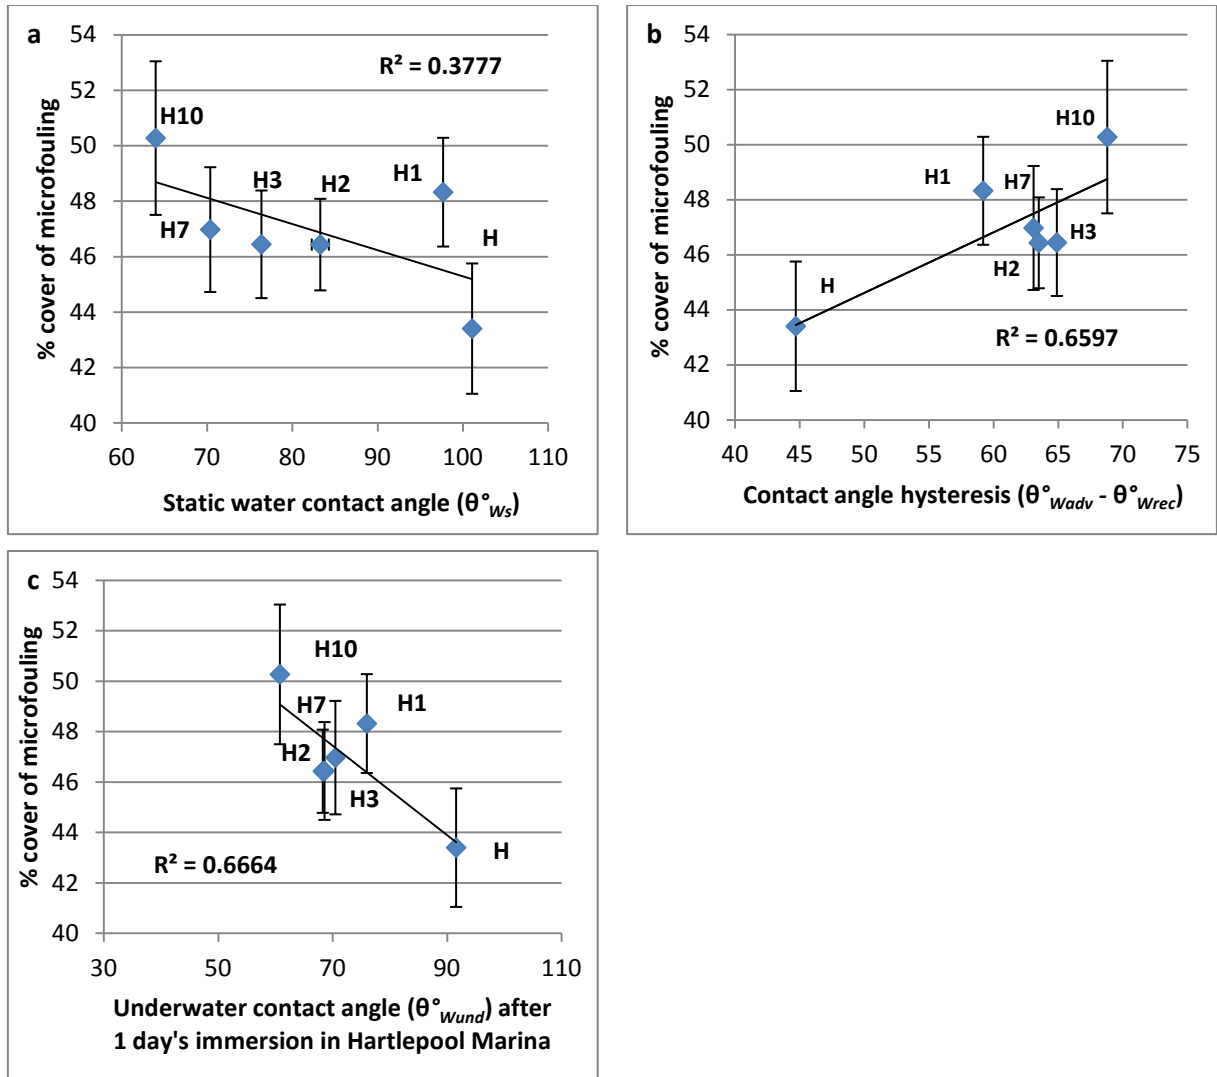 a
54
52
50
48
46
44
42
40
% cover of microfouling
R² = 0.3777
H10
H7
H3
H2
H1
H
60 70 80 90 100 110
Static water contact angle (θ°Ws)
b
54
52
50
48
46
44
42
40
% cover of microfouling
H10
H1
H7
H3
H2
H
R² = 0.6597
40 45 50 55 60 65 70 75
Contact angle hysteresis (θ°Wadv - θ°Wrec)
c
54
52
50
48
46
44
42
40
% cover of microfouling
H10
H7
H1
H2
H3
H
R² = 0.6664
30 50 70 90 110
Underwater contact angle (θ°Wund) after
1 day's immersion in Hartlepool Marina